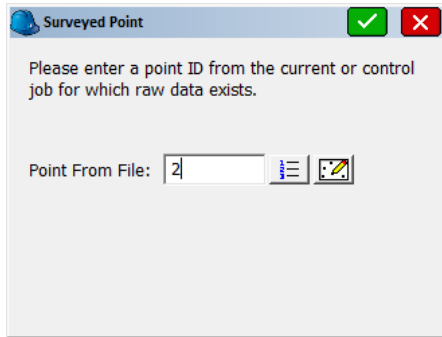 Surveyed Point
Please enter a point ID from the current or control
job for which raw data exists.
Point From File: 2